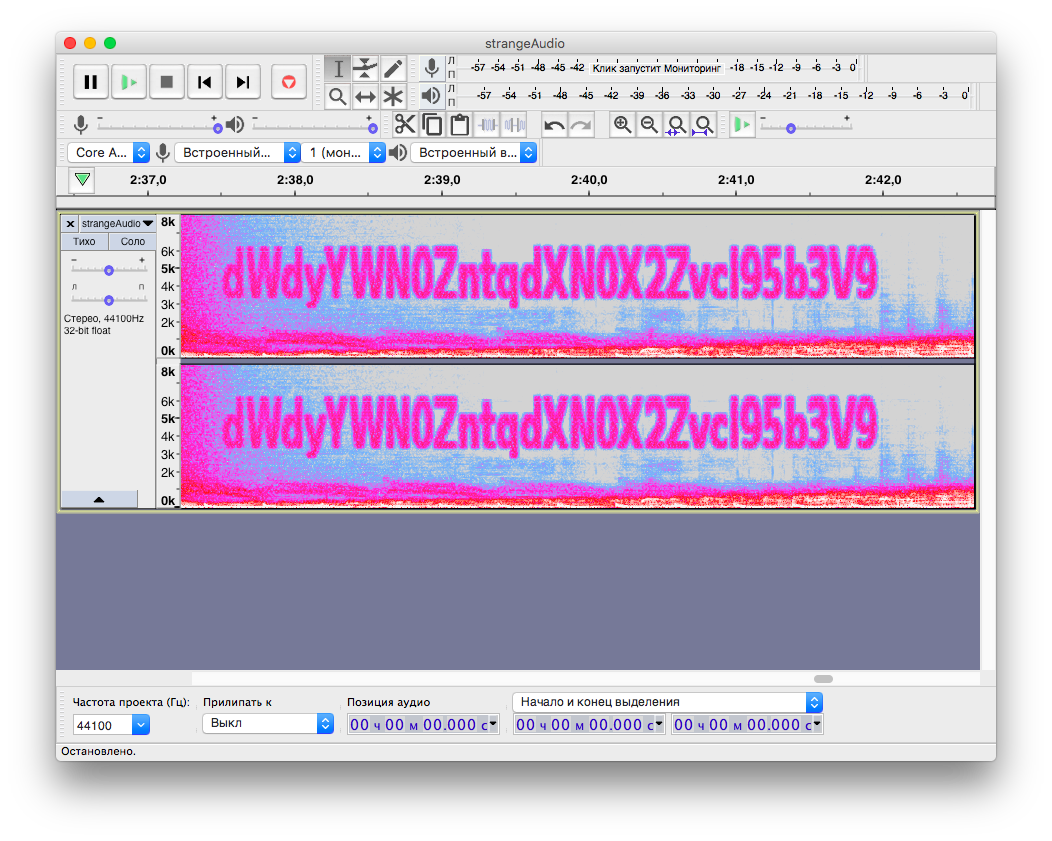 strangeAudio
Л
П
-57 -54 -51 -48 -45 -42 Клик запустит Мониторинг -18 -15 -12 -9 -6 -3 0
Л
П
-57 -54 -51 -48 -45 -42 -39 -36 -33 -30 -27 -24 -21 -18 -15 -12 -9 -6 -3 0
- + - +
- +
Core A... Встроенный... 1 (мон... Встроенный в...
2:37,0 2:38,0 2:39,0 2:40,0 2:41,0 2:42,0
× strangeAudio
Тихо Соло
- +
Л П
Стерео, 44100Hz
32-bit float
8k
6k
5k
4k
3k
2k
0k
dWdyYWN0ZntqdXN0X2Zvcl95b3V9
8k
6k
5k
4k
3k
2k
0k
dWdyYWN0ZntqdXN0X2Zvcl95b3V9
Частота проекта (Гц): Прилипать к Позиция аудио Начало и конец выделения
44100 Выкл 00 ч 00 м 00.000 с 00 ч 00 м 00.000 с 00 ч 00 м 00.000 с
Остановлено.